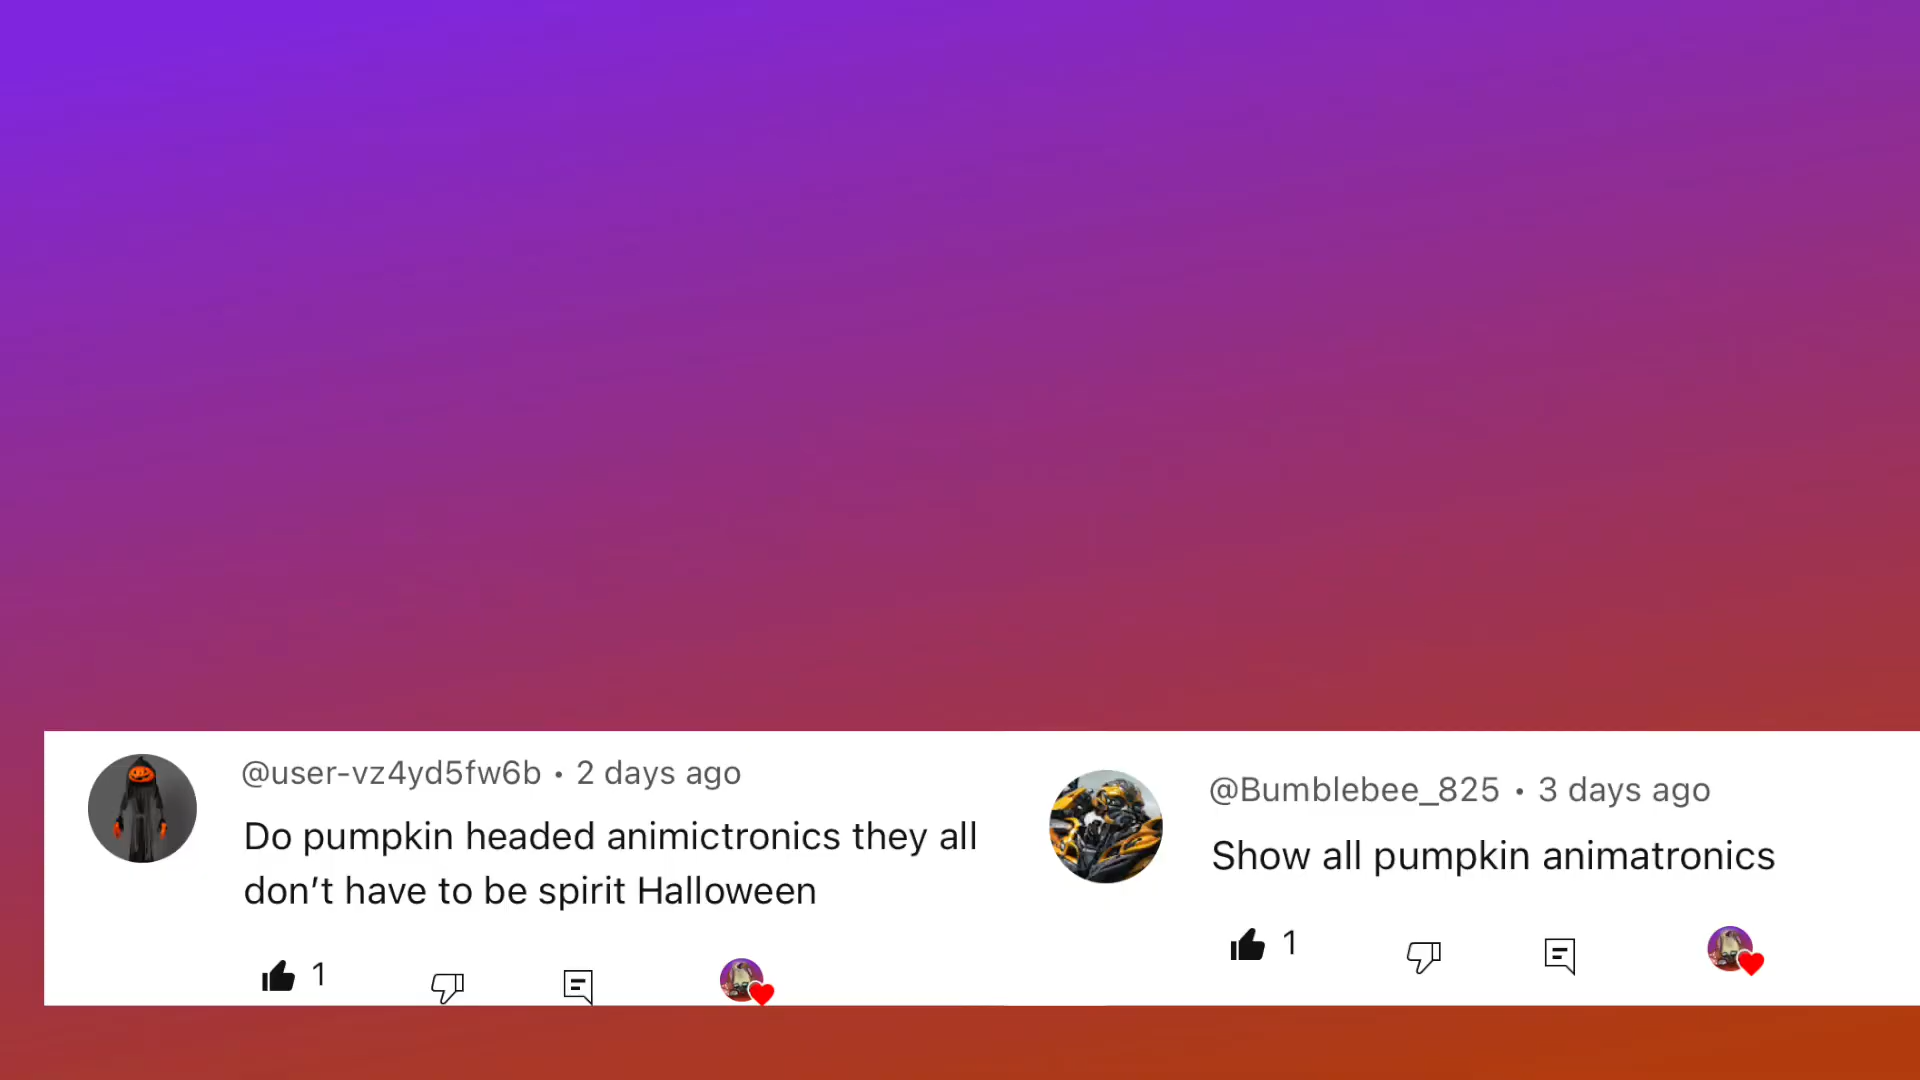 @user-vz4yd5fw6b • 2 days ago
Do pumpkin headed animictronics they all
don’t have to be spirit Halloween
1
@Bumblebee_825 • 3 days ago
Show all pumpkin animatronics
1